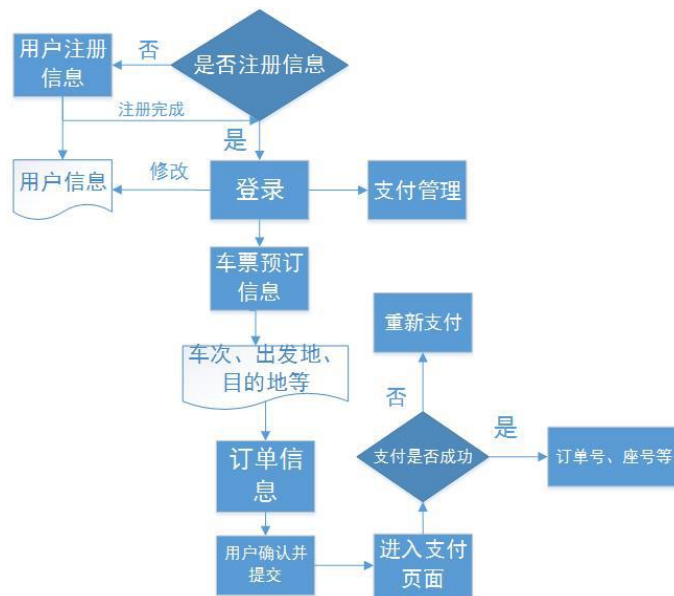 用户注册
信息
否
是否注册信息
注册完成
是
用户信息
修改
登录
支付管理
车票预订
信息
车次、出发地、
目的地等
重新支付
否
是
订单信
息
支付是否成功
订单号、座号等
用户确认并
提交
进入支付
页面